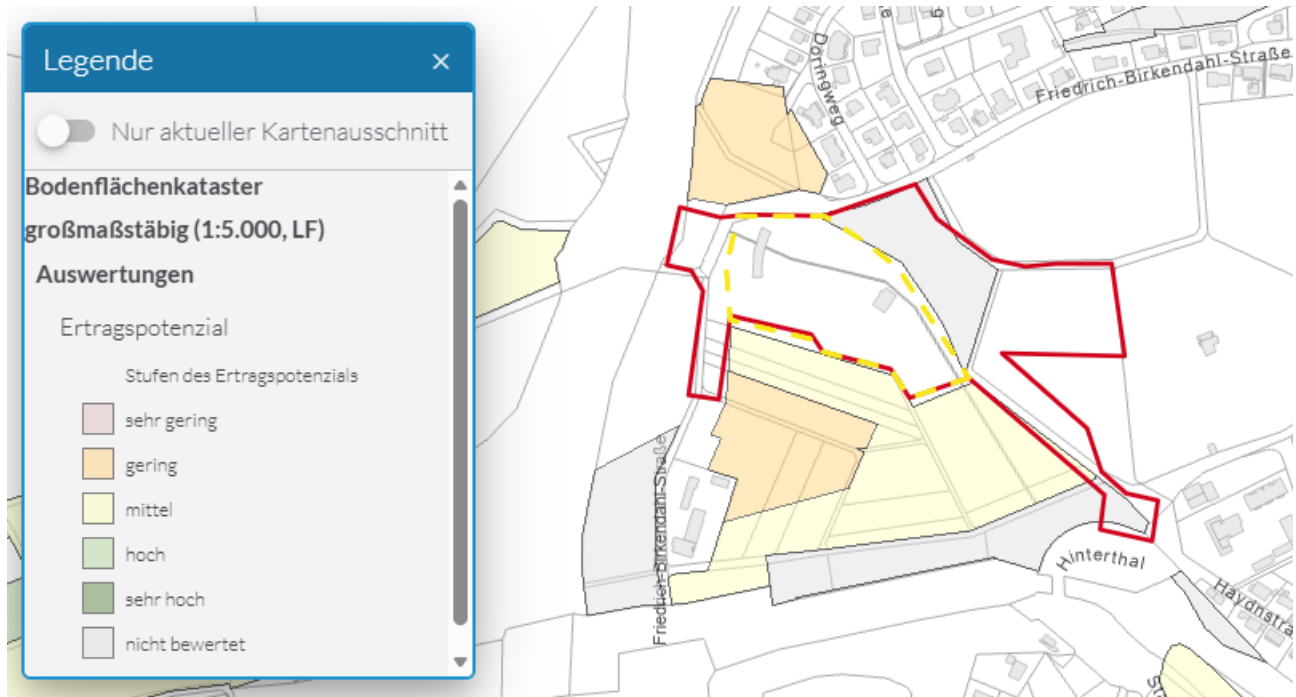 Legende
×
Nur aktueller Kartenausschnitt
Bodenflächenkataster
großmaßstäbig (1:5.000, LF)
Auswertungen
Ertragspotenzial
Stufen des Ertragspotenzials
sehr gering
gering
mittel
hoch
sehr hoch
nicht bewertet
Döringweg
Friedrich-Birkendahl-Straße
Friedrich-Birkendahl-Straße
Hinterthal
Haydnstra